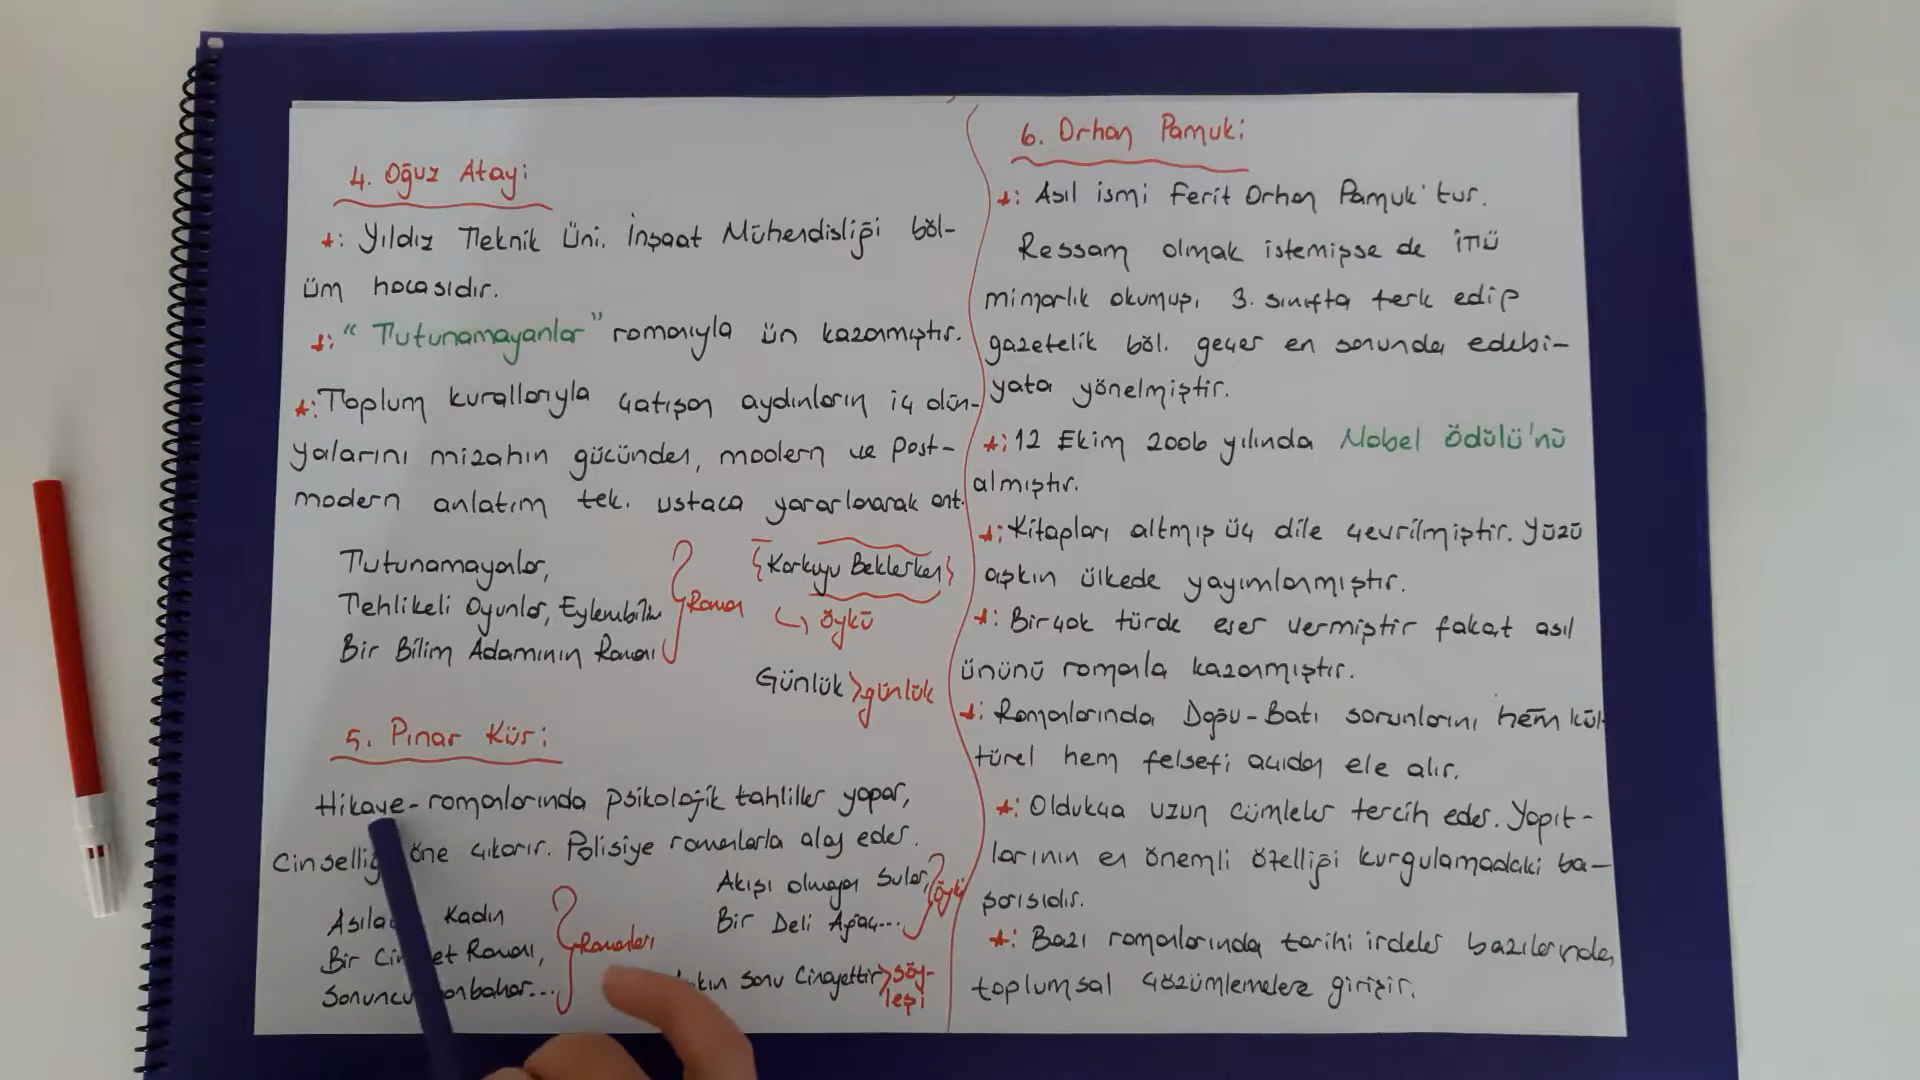 4. Oğuz Atay:
*: Yıldız Teknik Üni. İnşaat Mühendisliği böl-
üm hocasıdır.
*: "Tutunamayanlar" romanıyla ün kazanmıştır.
*: Toplum kurallarıyla çatışan aydınların iç dün-
yalarını mizahın gücünden, modern ve post-
modern anlatım tek. ustaca yararlanarak ant.
Tutunamayanlar,
Tehlikeli Oyunlar, Eylembilim
Bir Bilim Adamının Romanı
Roman
{Korkuyu Beklerken}
öykü
Günlük > günlük
5. Pınar Kür:
Hikaye-romanlarında psikolojik tahliller yapar,
öne çıkarır. Polisiye romanlarla alay eder.
Kadın
Bir Romanı,
Romanları
Akışı olmayan Sular,
Bir Deli Ağaç...
öykü
Sonu Cinayettir > söy-
leşi
6. Orhan Pamuk:
*: Asıl ismi Ferit Orhan Pamuk'tur.
Ressam olmak istemişse de İTÜ
mimarlık okumuş, 3. sınıfta terk edip
gazetelik böl. geçer en sonunda edebi-
yata yönelmiştir.
*: 12 Ekim 2006 yılında Nobel Ödülü'nü
almıştır.
*: Kitapları altmış üç dile çevrilmiştir. Yüzü
aşkın ülkede yayımlanmıştır.
*: Birçok türde eser vermiştir fakat asıl
ününü romanla kazanmıştır.
*: Romanlarında Doğu-Batı sorunlarını hem kül-
türel hem felsefi açıdan ele alır.
*: Oldukça uzun cümleler tercih eder. Yapıt-
larının en önemli özelliği kurgulamadaki ba-
şarısıdır.
*: Bazı romanlarında tarihi irdeler bazılarında
toplumsal çözümlemelere girişir.